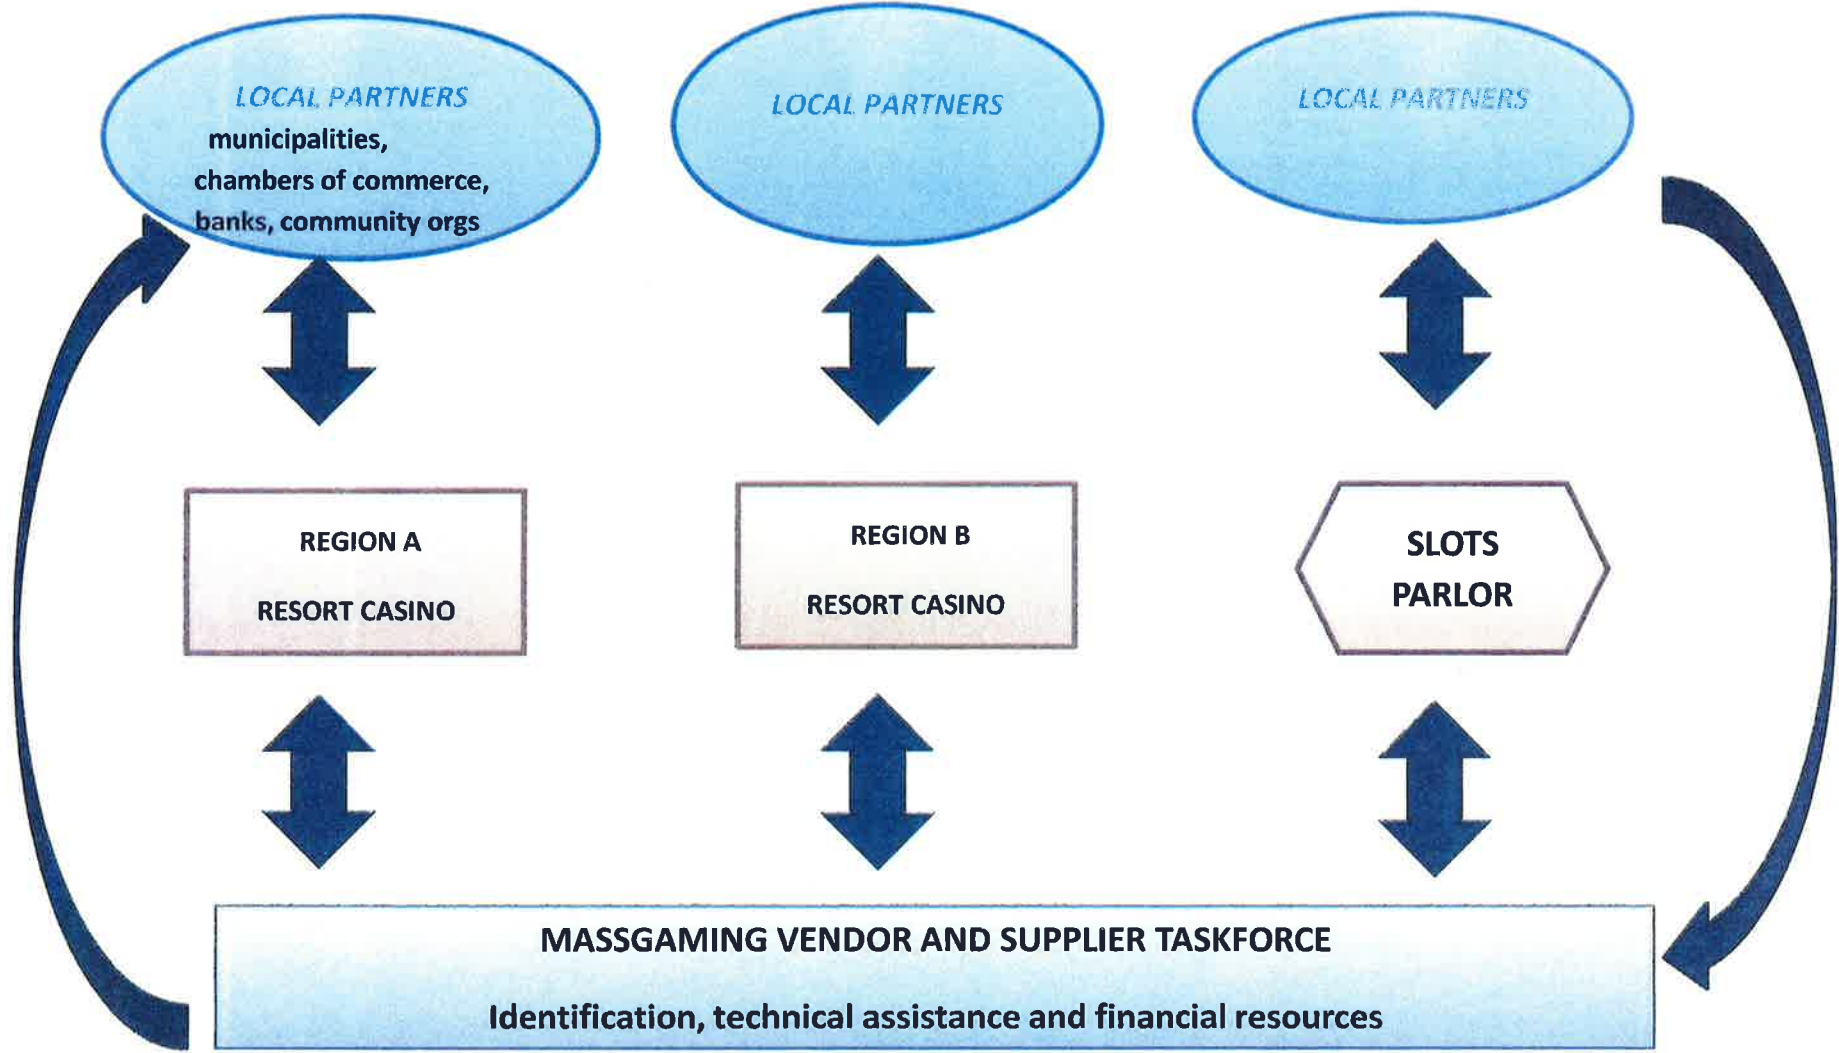 LOCAL PARTNERS
municipalities,
chambers of commerce,
banks, community orgs
LOCAL PARTNERS
LOCAL PARTNERS
REGION A
RESORT CASINO
REGION B
RESORT CASINO
SLOTS
PARLOR
MASSGAMING VENDOR AND SUPPLIER TASKFORCE
Identification, technical assistance and financial resources